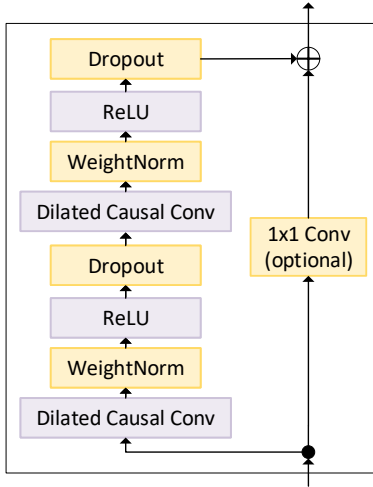 Dropout
ReLU
WeightNorm
Dilated Causal Conv
Dropout
ReLU
WeightNorm
Dilated Causal Conv
1x1 Conv
(optional)